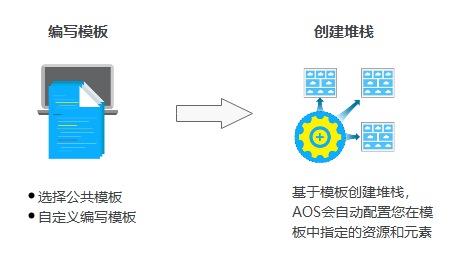 编写模板
创建堆栈
选择公共模板
自定义编写模板
基于模板创建堆栈，
AOS会自动配置您在模
板中指定的资源和元素